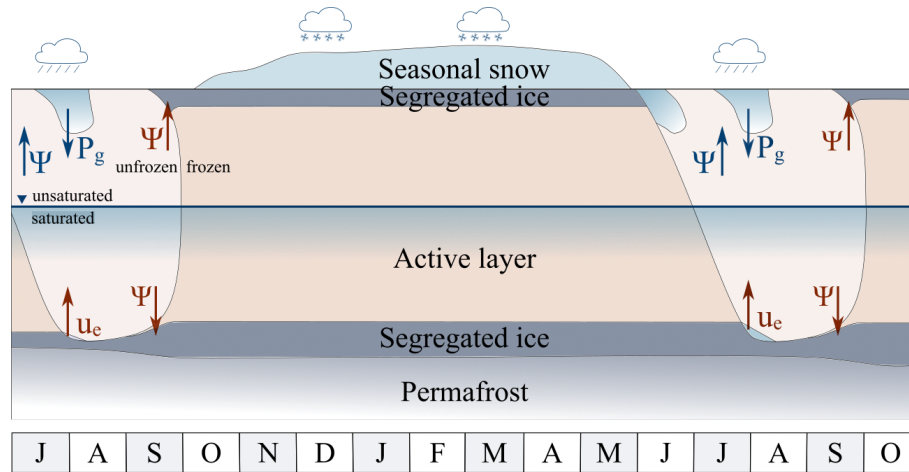 Seasonal snow
Segregated ice
Ψ
P_g
Ψ
unfrozen frozen
Ψ
P_g
Ψ
unsaturated
saturated
Active layer
Ψ
u_e
Ψ
u_e
Segregated ice
Permafrost
J A S O N D J F M A M J J A S O